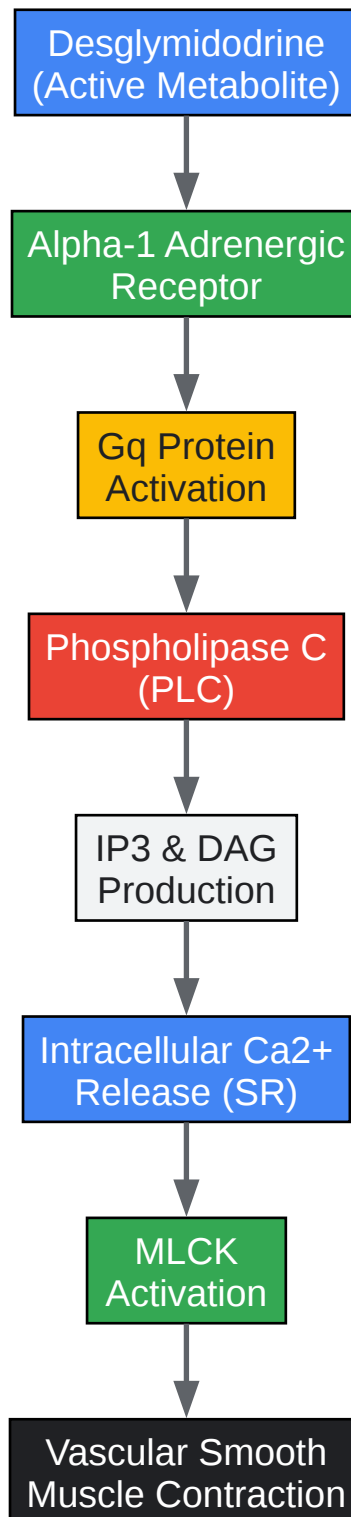 Desglymidodrine
(Active Metabolite)
Alpha-1 Adrenergic
Receptor
Gq Protein
Activation
Phospholipase C
(PLC)
IP3 & DAG
Production
Intracellular Ca2+
Release (SR)
MLCK
Activation
Vascular Smooth
Muscle Contraction